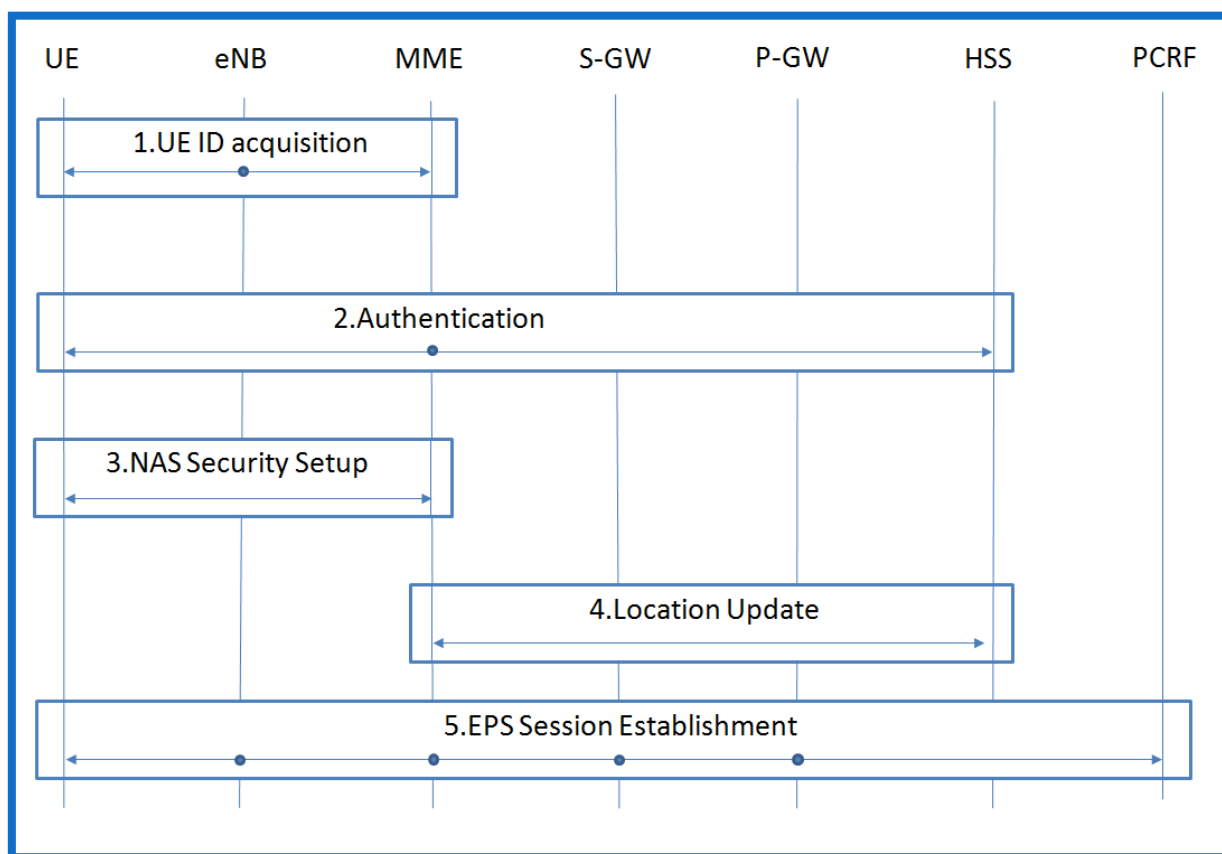 UE eNB MME S-GW P-GW HSS PCRF
1.UE ID acquisition
2.Authentication
3.NAS Security Setup
4.Location Update
5.EPS Session Establishment